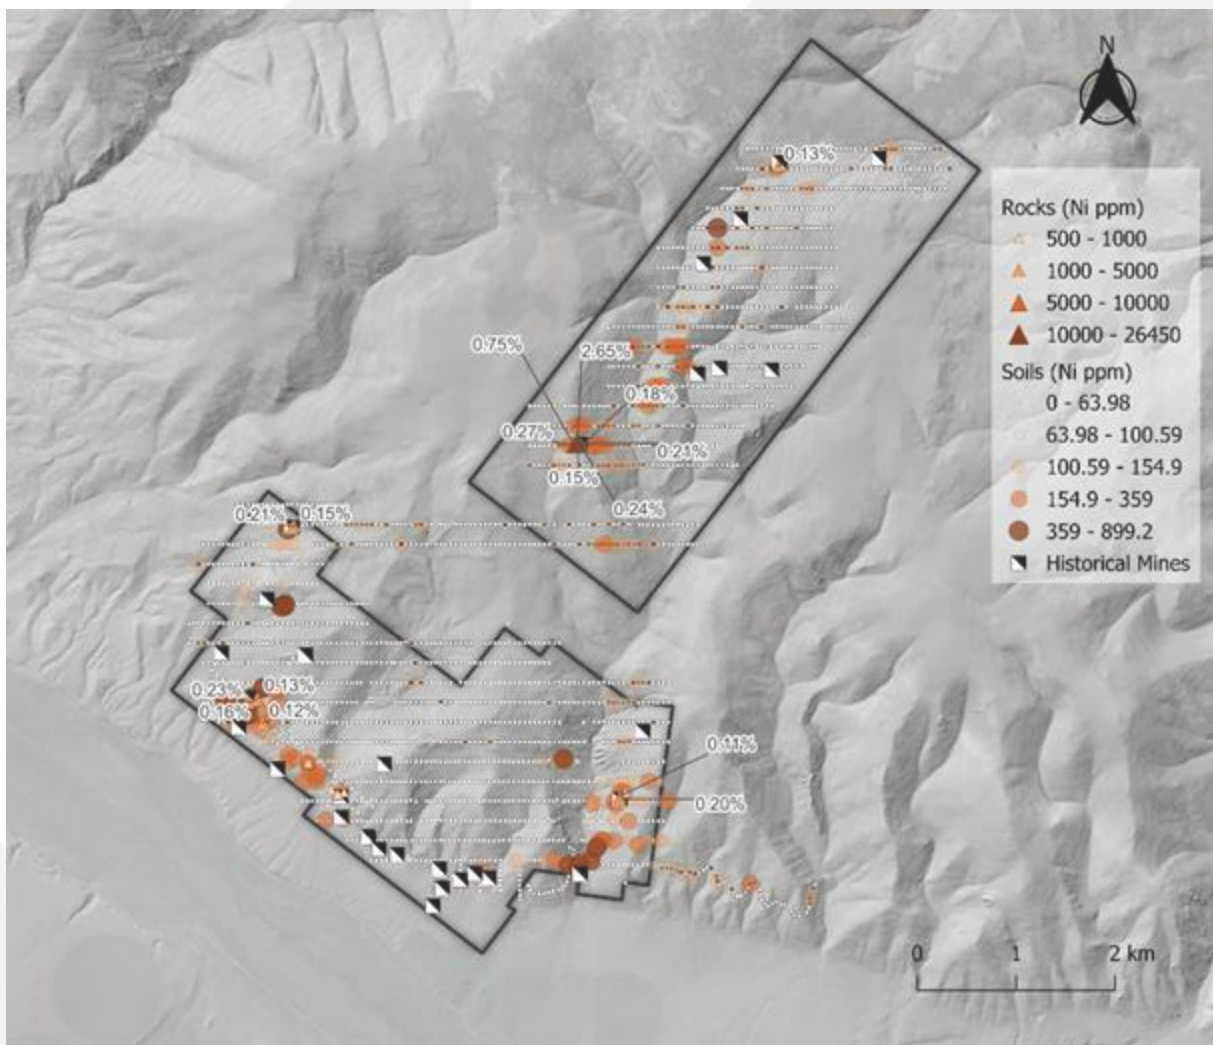 N
0.13%
Rocks (Ni ppm)
500 - 1000
1000 - 5000
5000 - 10000
10000 - 26450
Soils (Ni ppm)
0 - 63.98
63.98 - 100.59
100.59 - 154.9
154.9 - 359
359 - 899.2
Historical Mines
0.75%
2.65%
0.18%
0.27%
0.21%
0.15%
0.24%
0.21%
0.15%
0.23%
0.13%
0.16%
0.12%
0.11%
0.20%
0 1 2 km